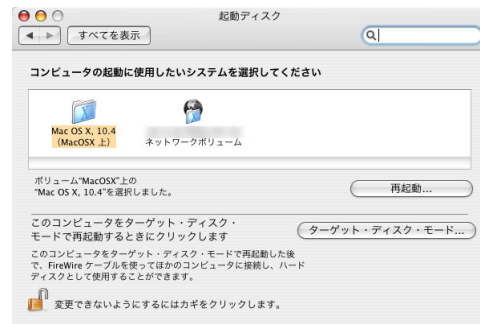 起動ディスク
すべてを表示
コンピュータの起動に使用したいシステムを選択してください
Mac OS X, 10.4
（MacOSX 上）
ネットワークボリューム
ボリューム“MacOSX”上の
“Mac OS X, 10.4”を選択しました。
再起動...
このコンピュータをターゲット・ディスク・
モードで再起動するときにクリックします
ターゲット・ディスク・モード...
このコンピュータをターゲット・ディスク・モードで再起動した後
で、FireWire ケーブルを使ってほかのコンピュータに接続し、ハード
ディスクとして使用することができます。
変更できないようにするにはカギをクリックします。